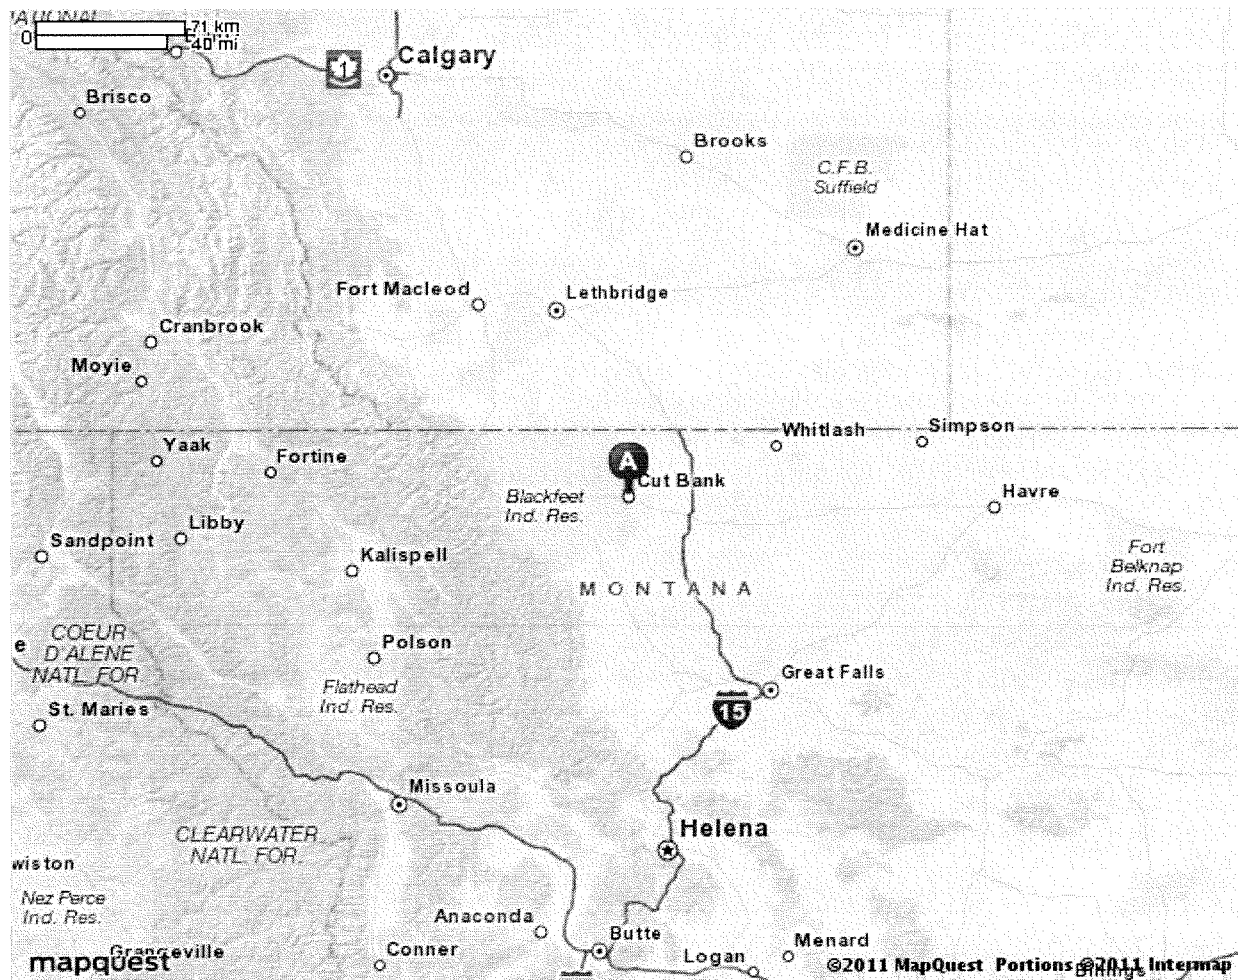 71 km
0
40 mi
1
Calgary
Brisco
Brooks
C.F.B.
Suffield
Medicine Hat
Fort Macleod
Lethbridge
Cranbrook
Moyie
Whitlash
Simpson
Yaak
Fortine
A
Cut Bank
Blackfeet
Ind. Res.
Havre
Libby
Sandpoint
Kalispell
Fort
Belknap
Ind. Res.
MONTANA
COEUR
D'ALENE
NATL. FOR.
e
Polson
Great Falls
Flathead
Ind. Res.
15
St. Maries
Missoula
Helena
CLEARWATER
NATL. FOR.
wiston
Nez Perce
Ind. Res.
Anaconda
Butte
Menard
Grangeville
Conner
Logan
mapquest
©2011 MapQuest Portions ©2011 Intermap
Billings